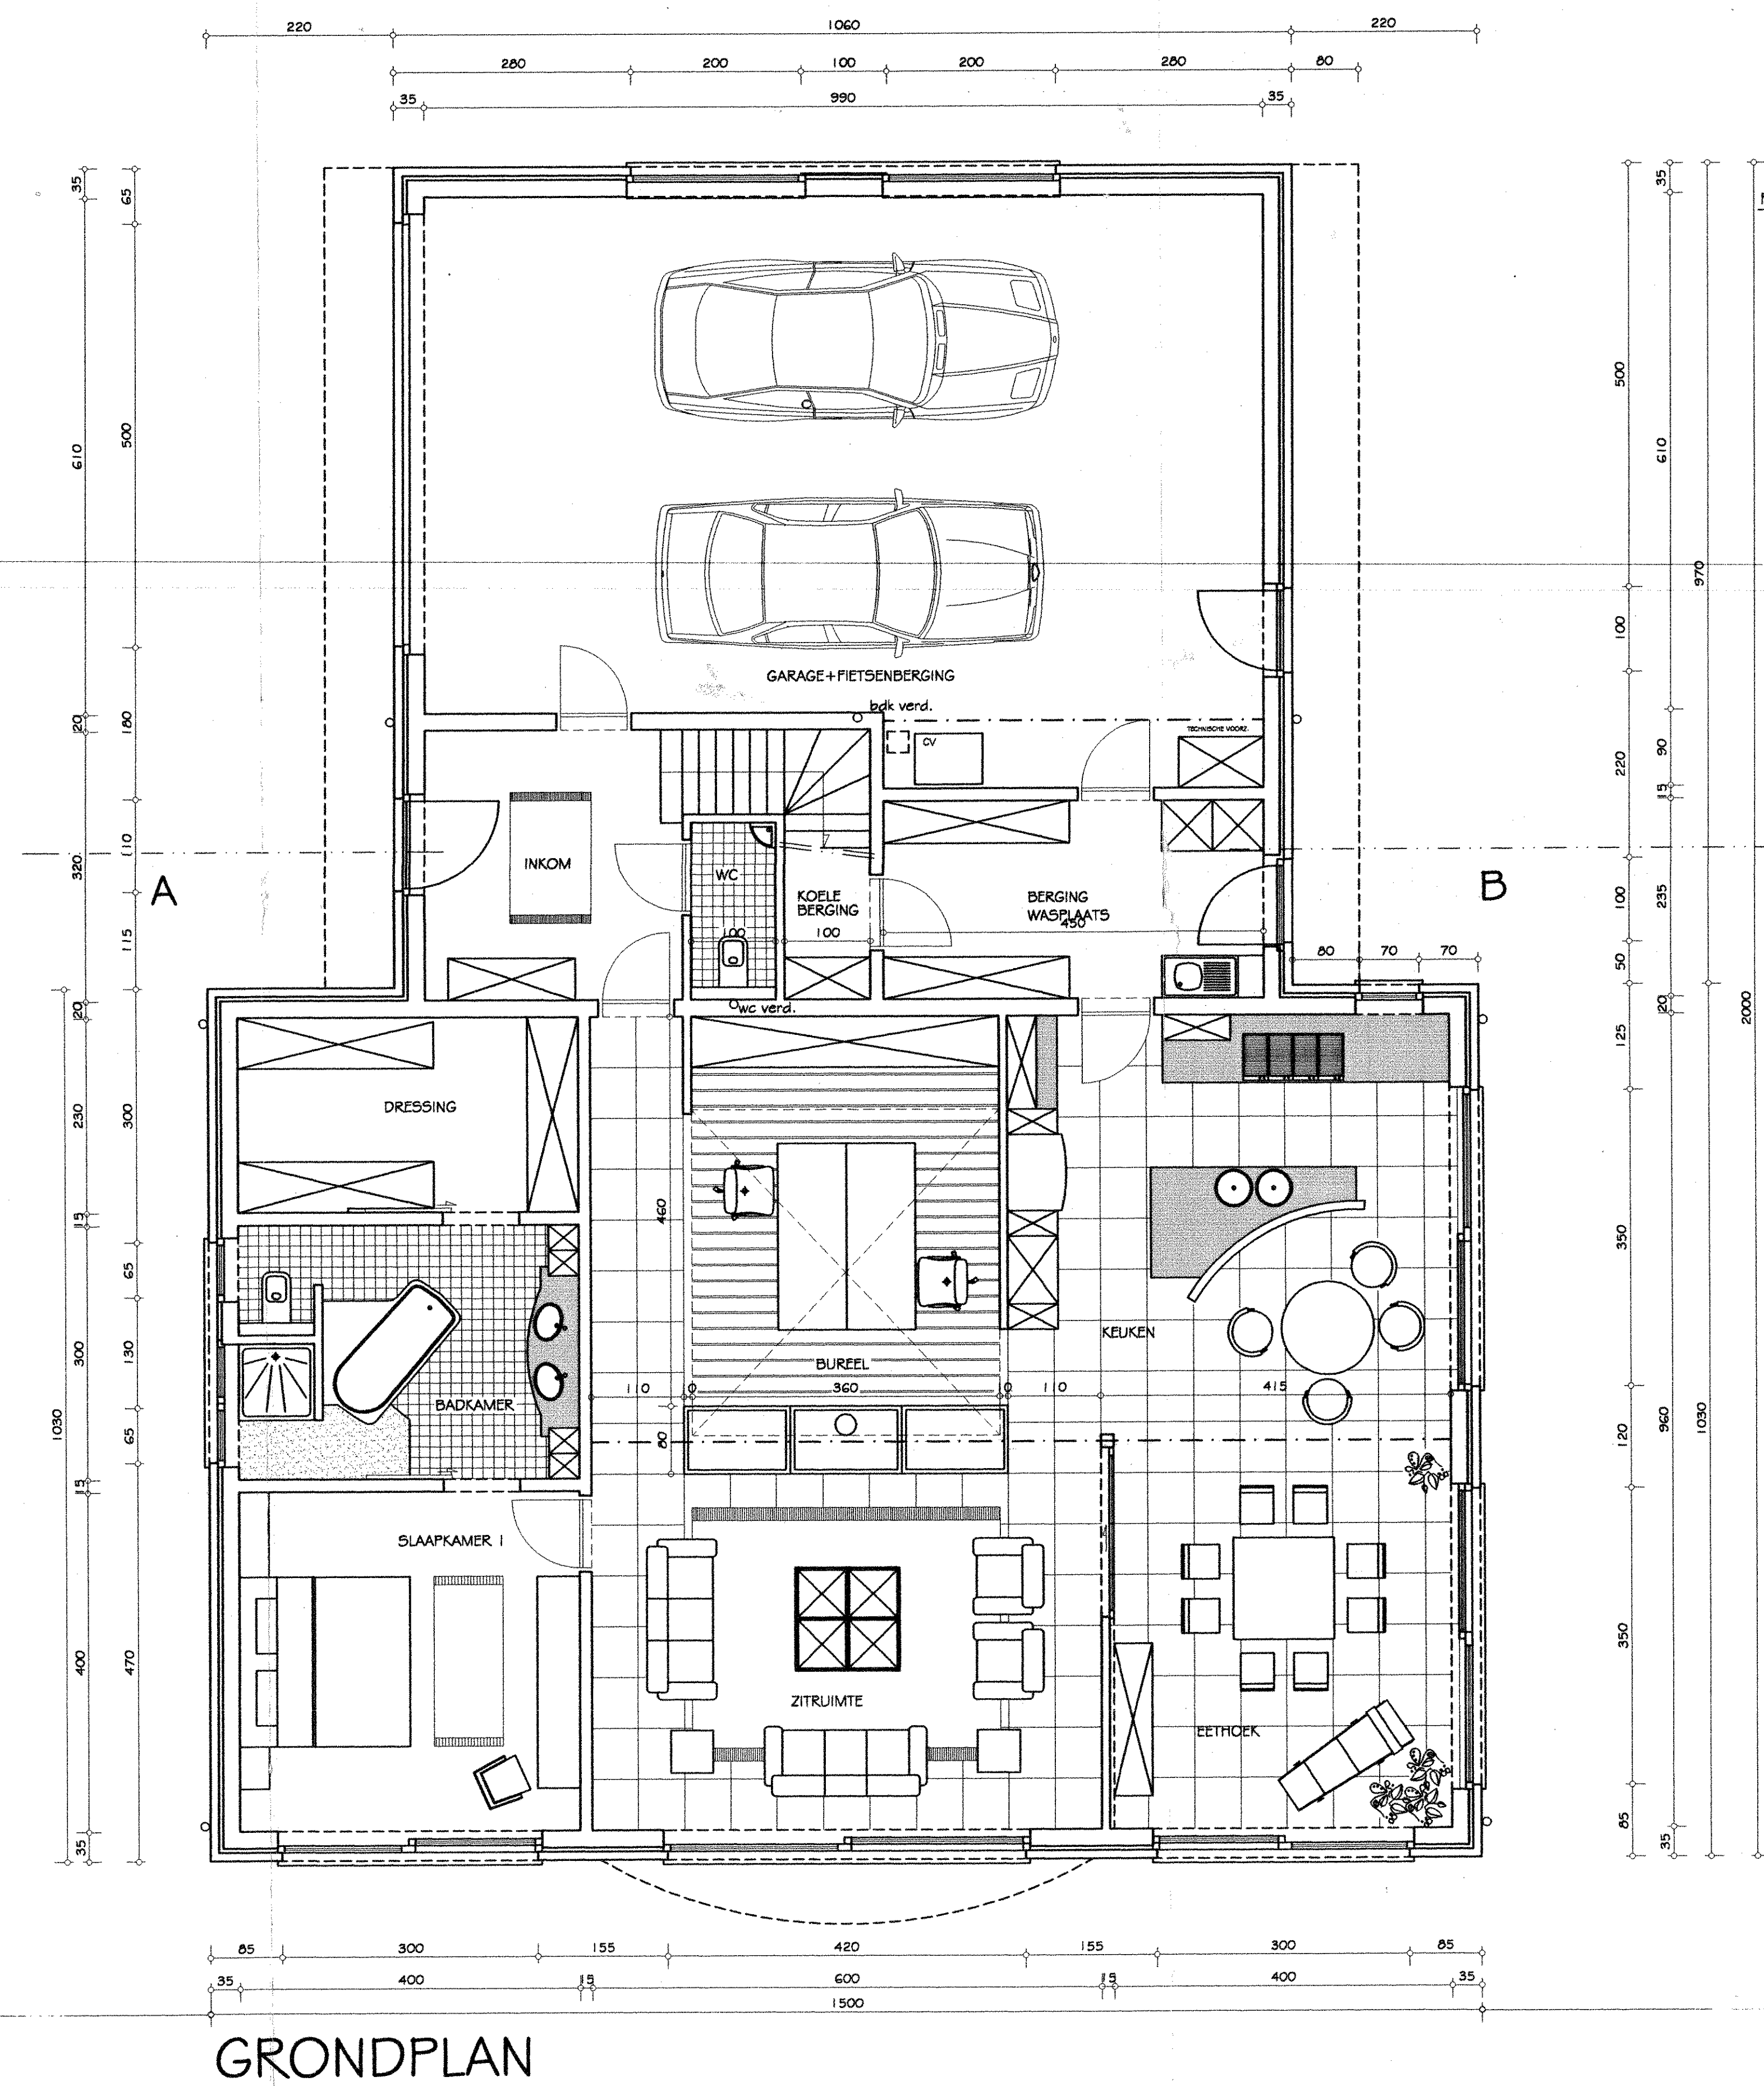 220 1060 220
280 200 100 200 280 80
35 990 35
35 65 35
500
500
610 610
970
GARAGE+FIETSENBERGING
100
bdk verd.
20 180 CV TECHNISCHE VOORZ. 220 90
15
320 110 INKOM WC
A KOELE BERGING B
BERGING WASPLAATS 100 235
450
115 100 100
80 70 70
50
20 wc verd. 20 2000
125
230 300 DRESSING
460
15 350
65
KEUKEN
300 130 BUREEL
110 10 360 10 110 415
1030 BADKAMER 960 1030
65 80 120
15
SLAAPKAMER 1
400 470 350
ZITRUIMTE
EETHOEK
35 85 35
85 300 155 420 155 300 85
35 400 15 600 15 400 35
1500
GRONDPLAN